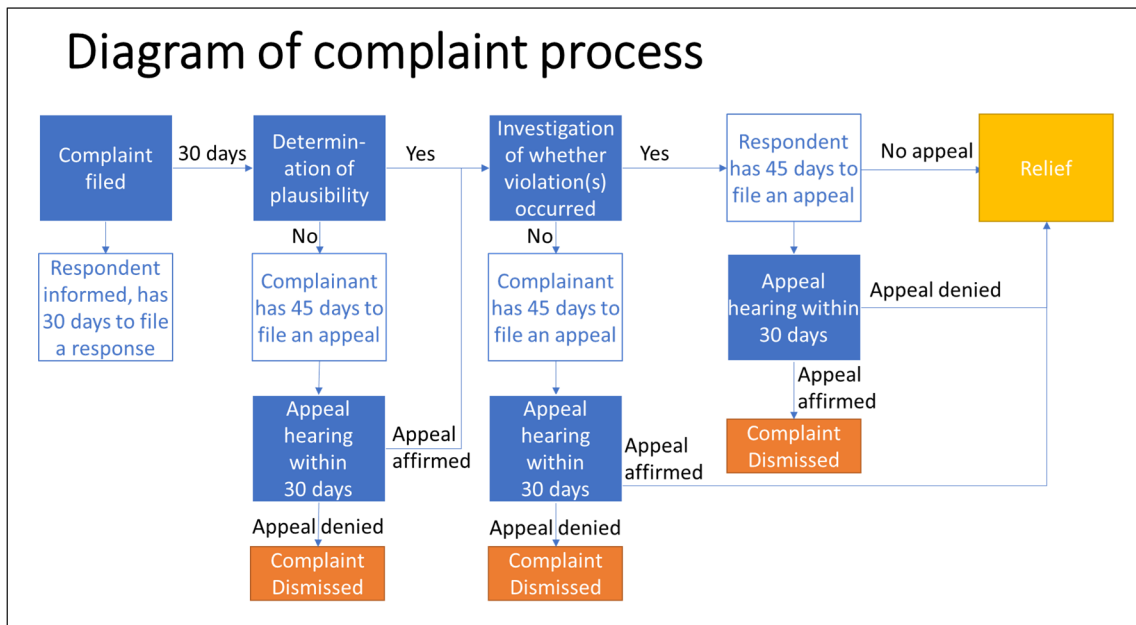 Diagram of complaint process
Complaint
filed
30 days
Determin-
ation of
plausibility
Yes
Investigation
of whether
violation(s)
occurred
Yes
Respondent
has 45 days to
file an appeal
No appeal
Relief
Respondent
informed, has
30 days to file
a response
No
Complainant
has 45 days to
file an appeal
No
Complainant
has 45 days to
file an appeal
Appeal
hearing within
30 days
Appeal denied
Appeal
affirmed
Complaint
Dismissed
Appeal
hearing
within
30 days
Appeal
affirmed
Appeal
hearing
within
30 days
Appeal
affirmed
Appeal denied
Complaint
Dismissed
Appeal denied
Complaint
Dismissed